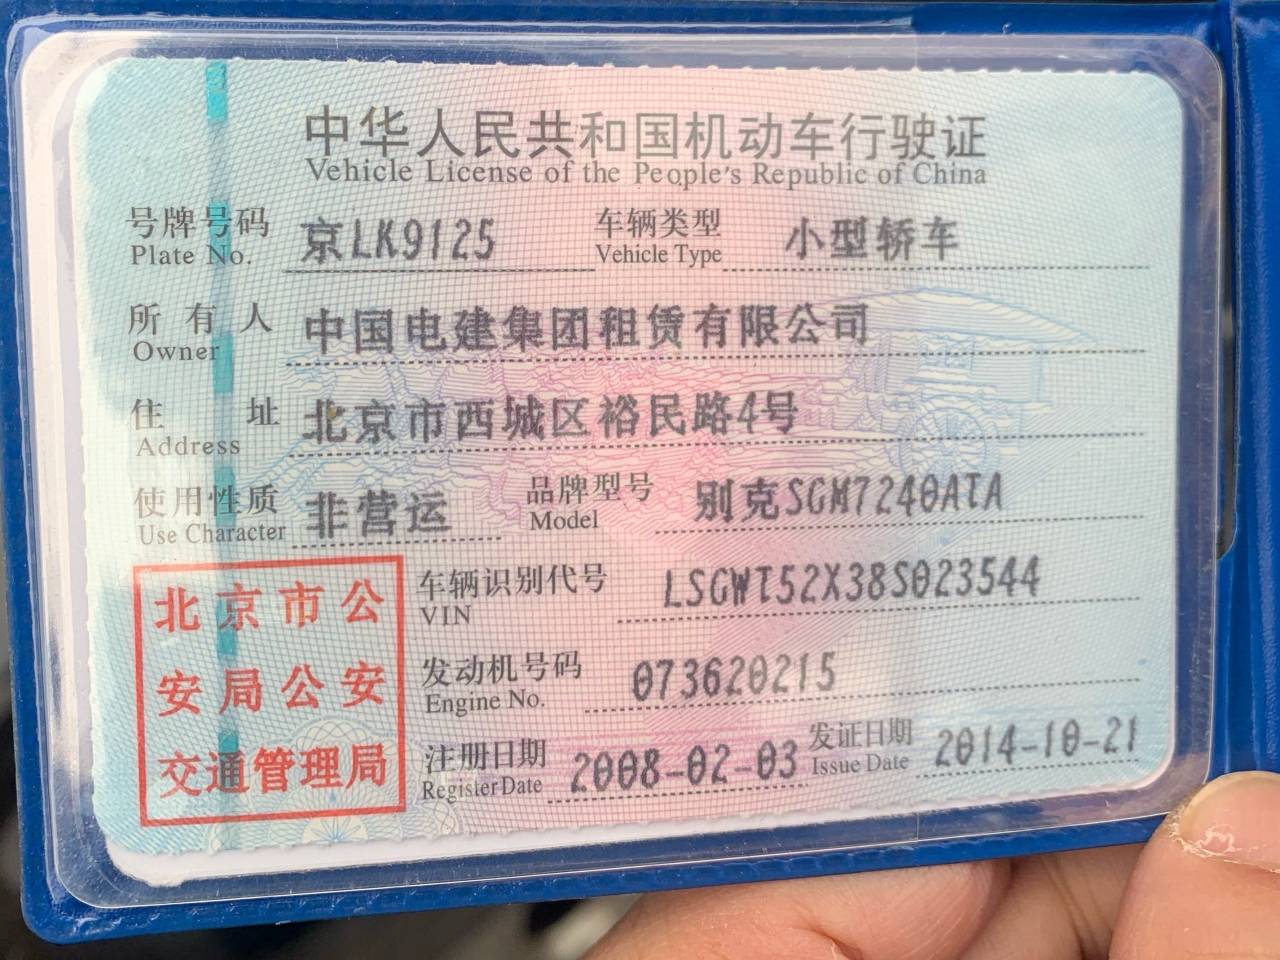 中华人民共和国机动车行驶证
Vehicle License of the People's Republic of China
号牌号码 京LK9125 车辆类型 小型轿车
Plate No. Vehicle Type
所有人 中国电建集团租赁有限公司
Owner
住址 北京市西城区裕民路4号
Address
使用性质 非营运 品牌型号 别克SGM7240ATA
Use Character Model
北京市公
安局公安
交通管理局
车辆识别代号 LSGWT52X38S023544
VIN
发动机号码 073620215
Engine No.
注册日期 2008-02-03 发证日期 2014-10-21
Register Date Issue Date